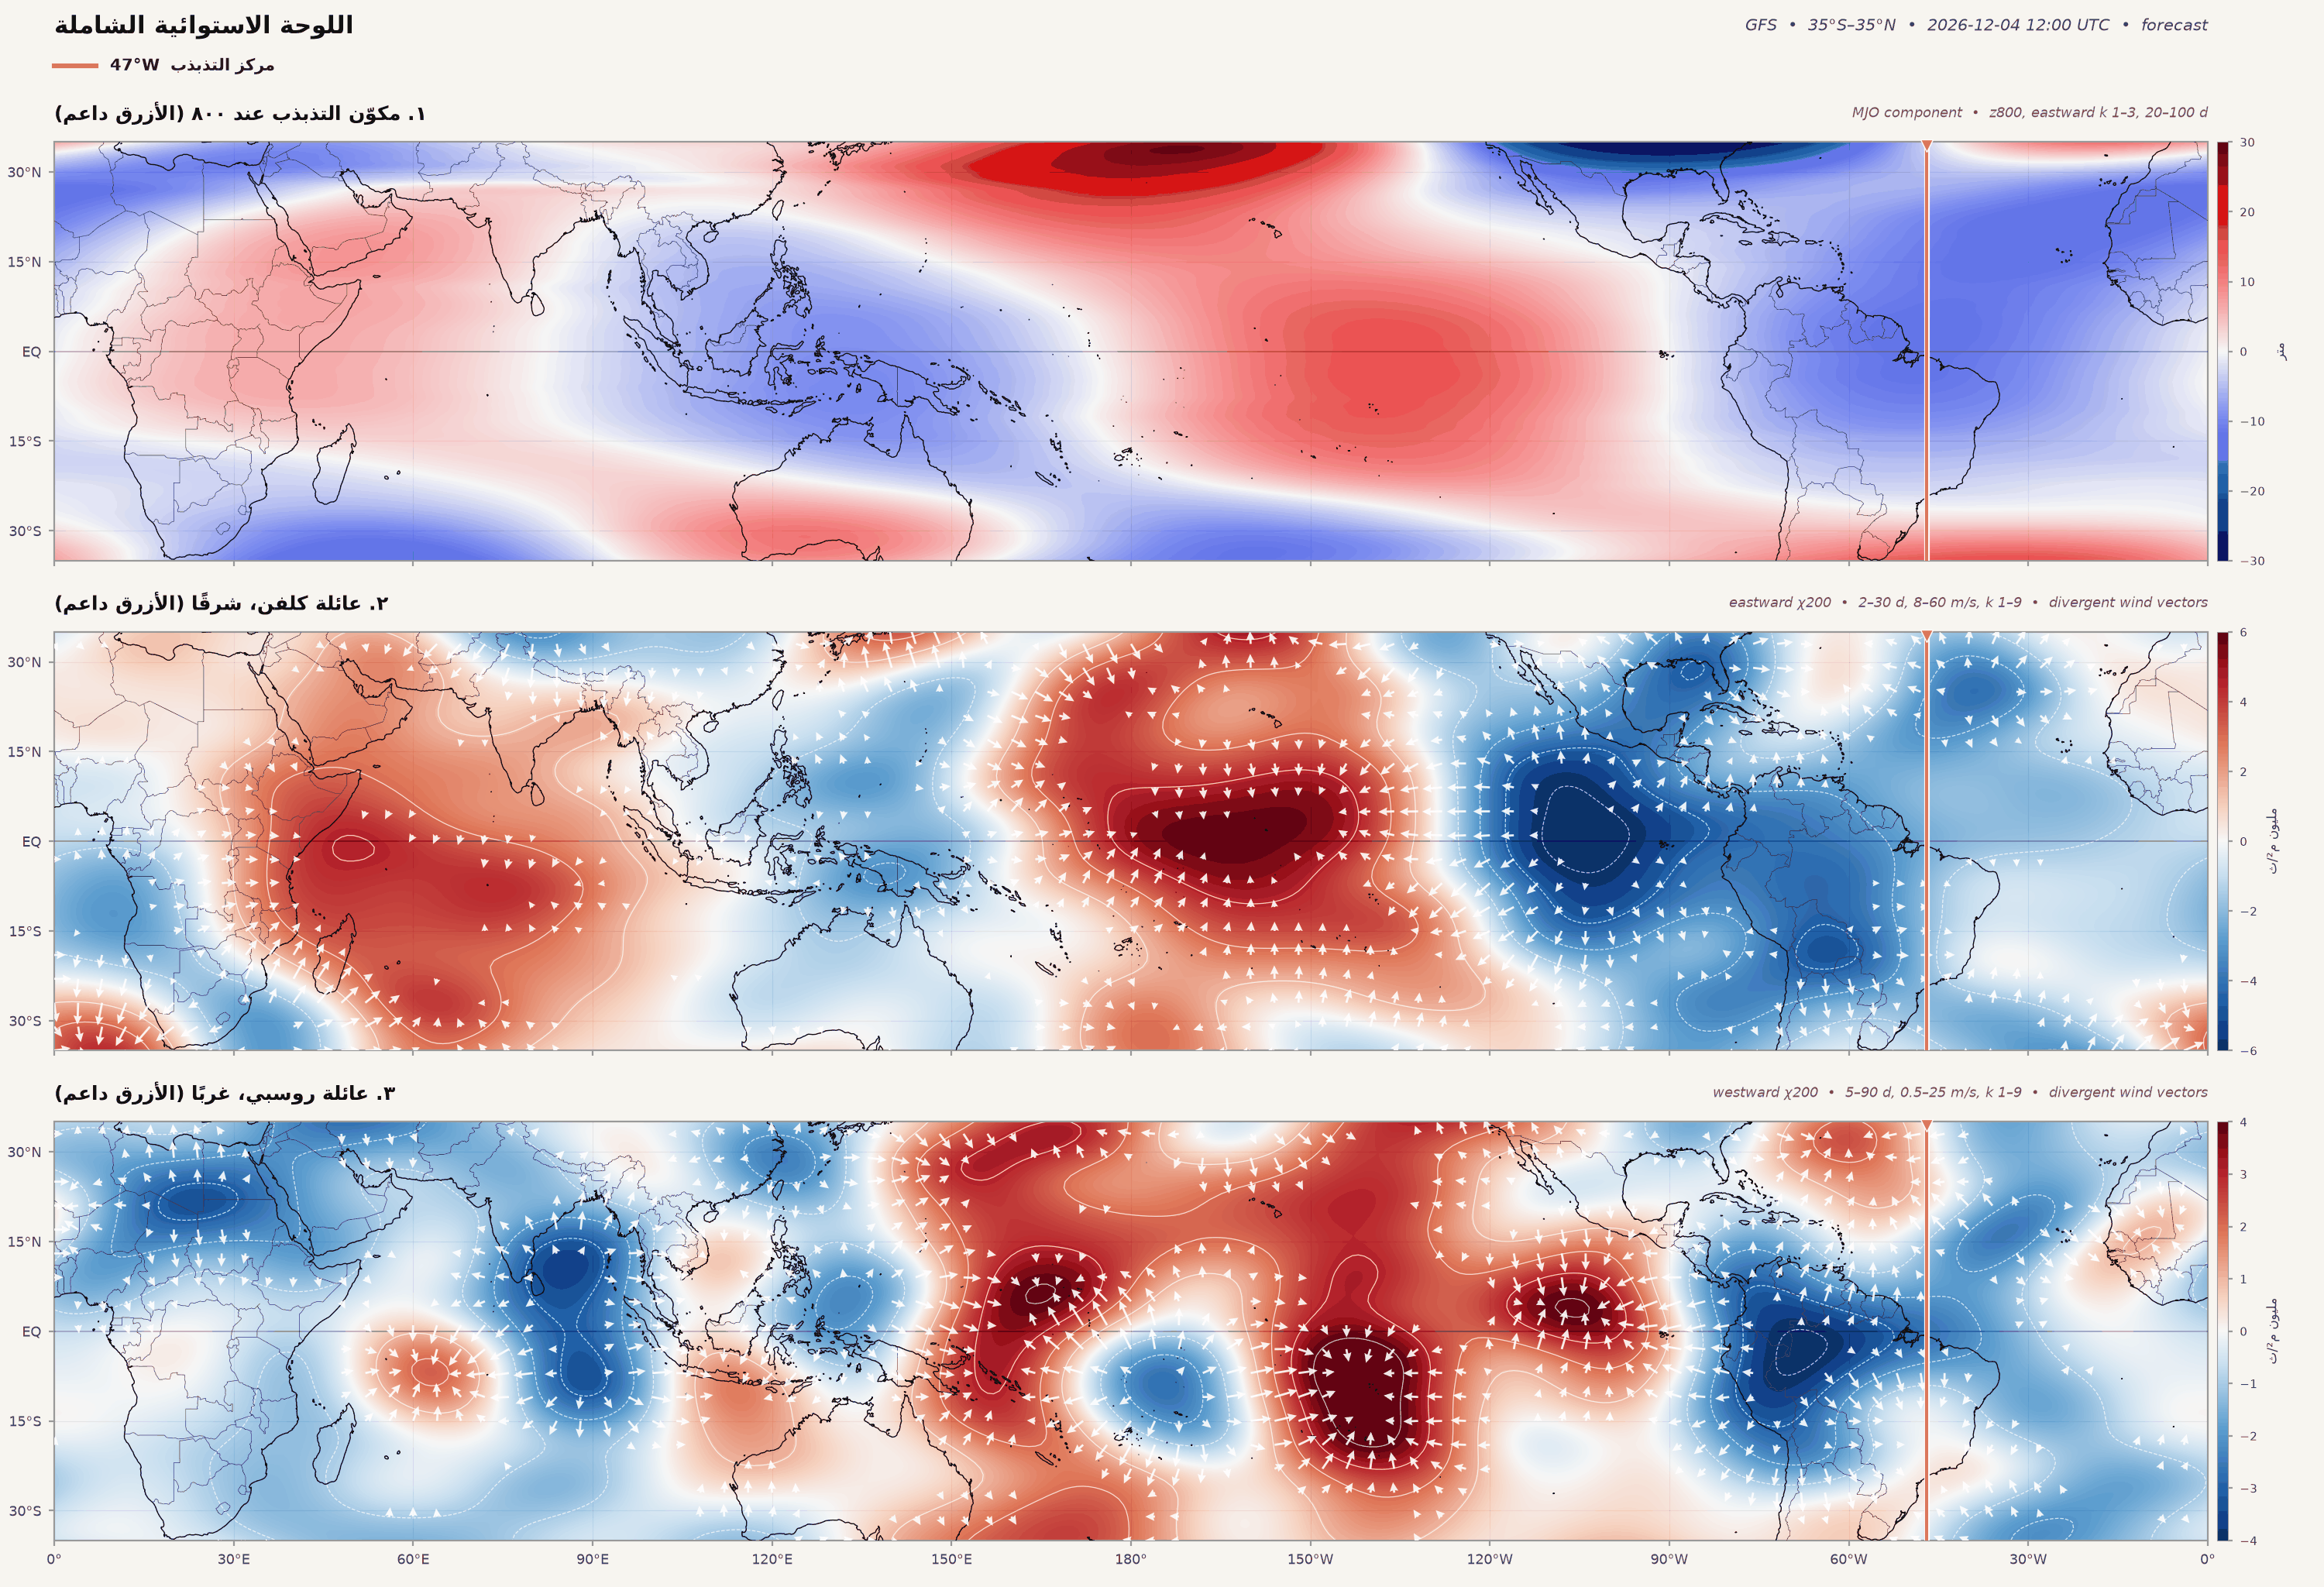 اللوحة الاستوائية الشاملة
GFS • 35°S–35°N • 2026-12-04 12:00 UTC • forecast
47°W مركز التذبذب
١. مكوّن التذبذب عند ٨٠٠ (الأزرق داعم)
MJO component • z800, eastward k 1–3, 20–100 d
30°N
15°N
EQ
15°S
30°S
30
20
10
0
−10
−20
−30
متر
٢. عائلة كلفن، شرقًا (الأزرق داعم)
eastward χ200 • 2–30 d, 8–60 m/s, k 1–9 • divergent wind vectors
30°N
15°N
EQ
15°S
30°S
6
4
2
0
−2
−4
−6
مليون م²/ث
٣. عائلة روسبي، غربًا (الأزرق داعم)
westward χ200 • 5–90 d, 0.5–25 m/s, k 1–9 • divergent wind vectors
30°N
15°N
EQ
15°S
30°S
4
3
2
1
0
−1
−2
−3
−4
مليون م²/ث
0° 30°E 60°E 90°E 120°E 150°E 180° 150°W 120°W 90°W 60°W 30°W 0°